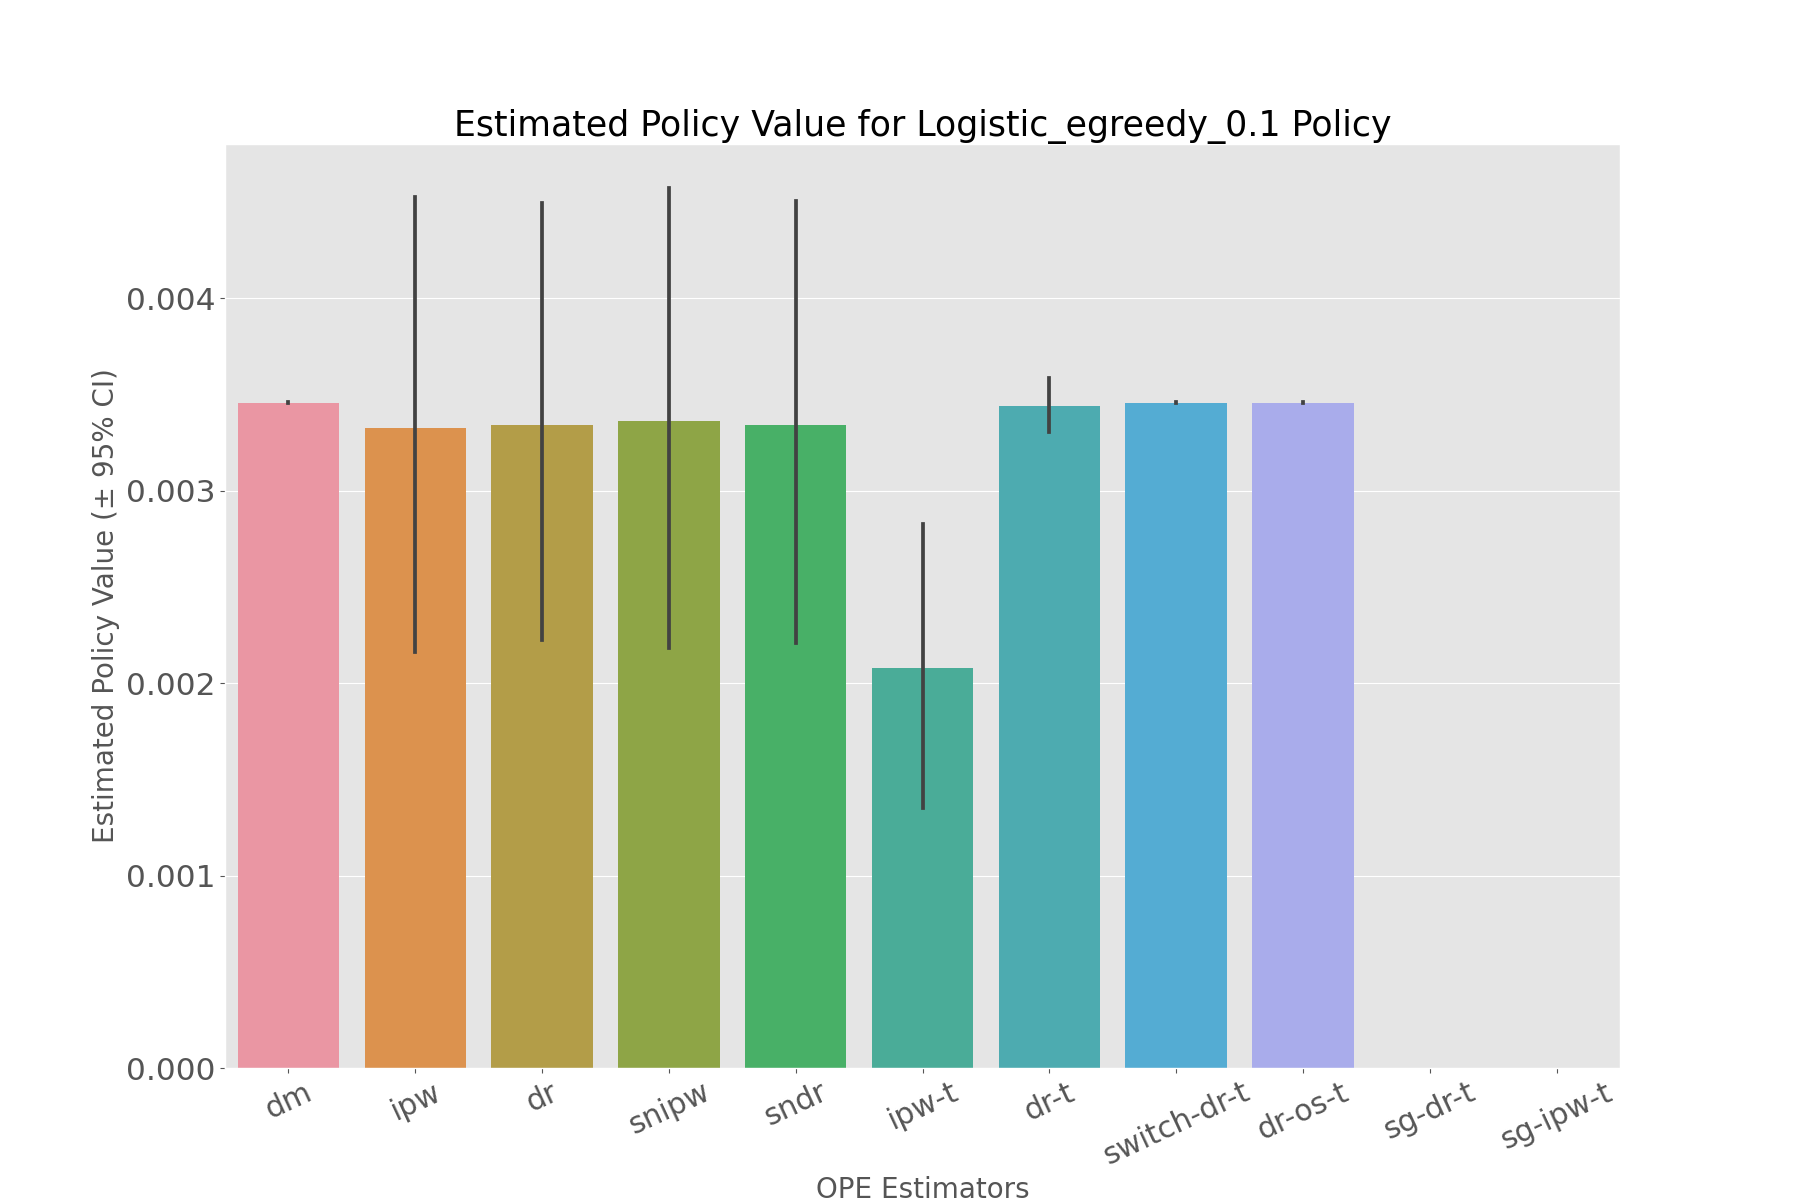 Estimated Policy Value for Logistic_egreedy_0.1 Policy
Estimated Policy Value (± 95% CI)
0.004
0.003
0.002
0.001
0.000
dm
ipw
dr
snipw
sndr
ipw-t
dr-t
switch-dr-t
dr-os-t
sg-dr-t
sg-ipw-t
OPE Estimators